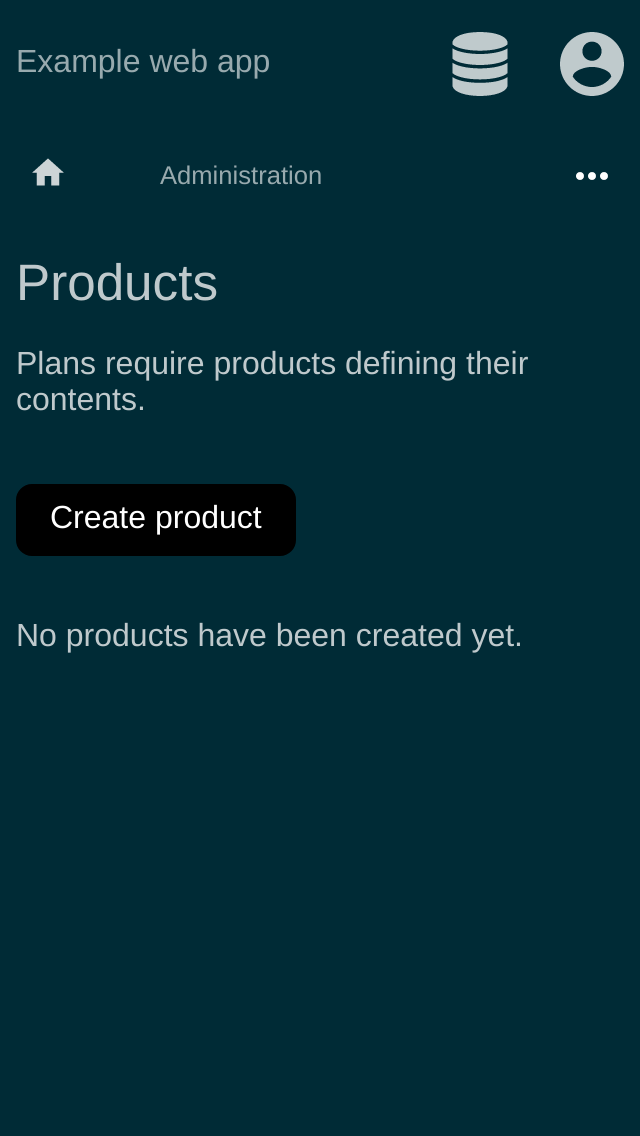 Example web app
Administration
Products
Plans require products defining their
contents.
Create product
No products have been created yet.